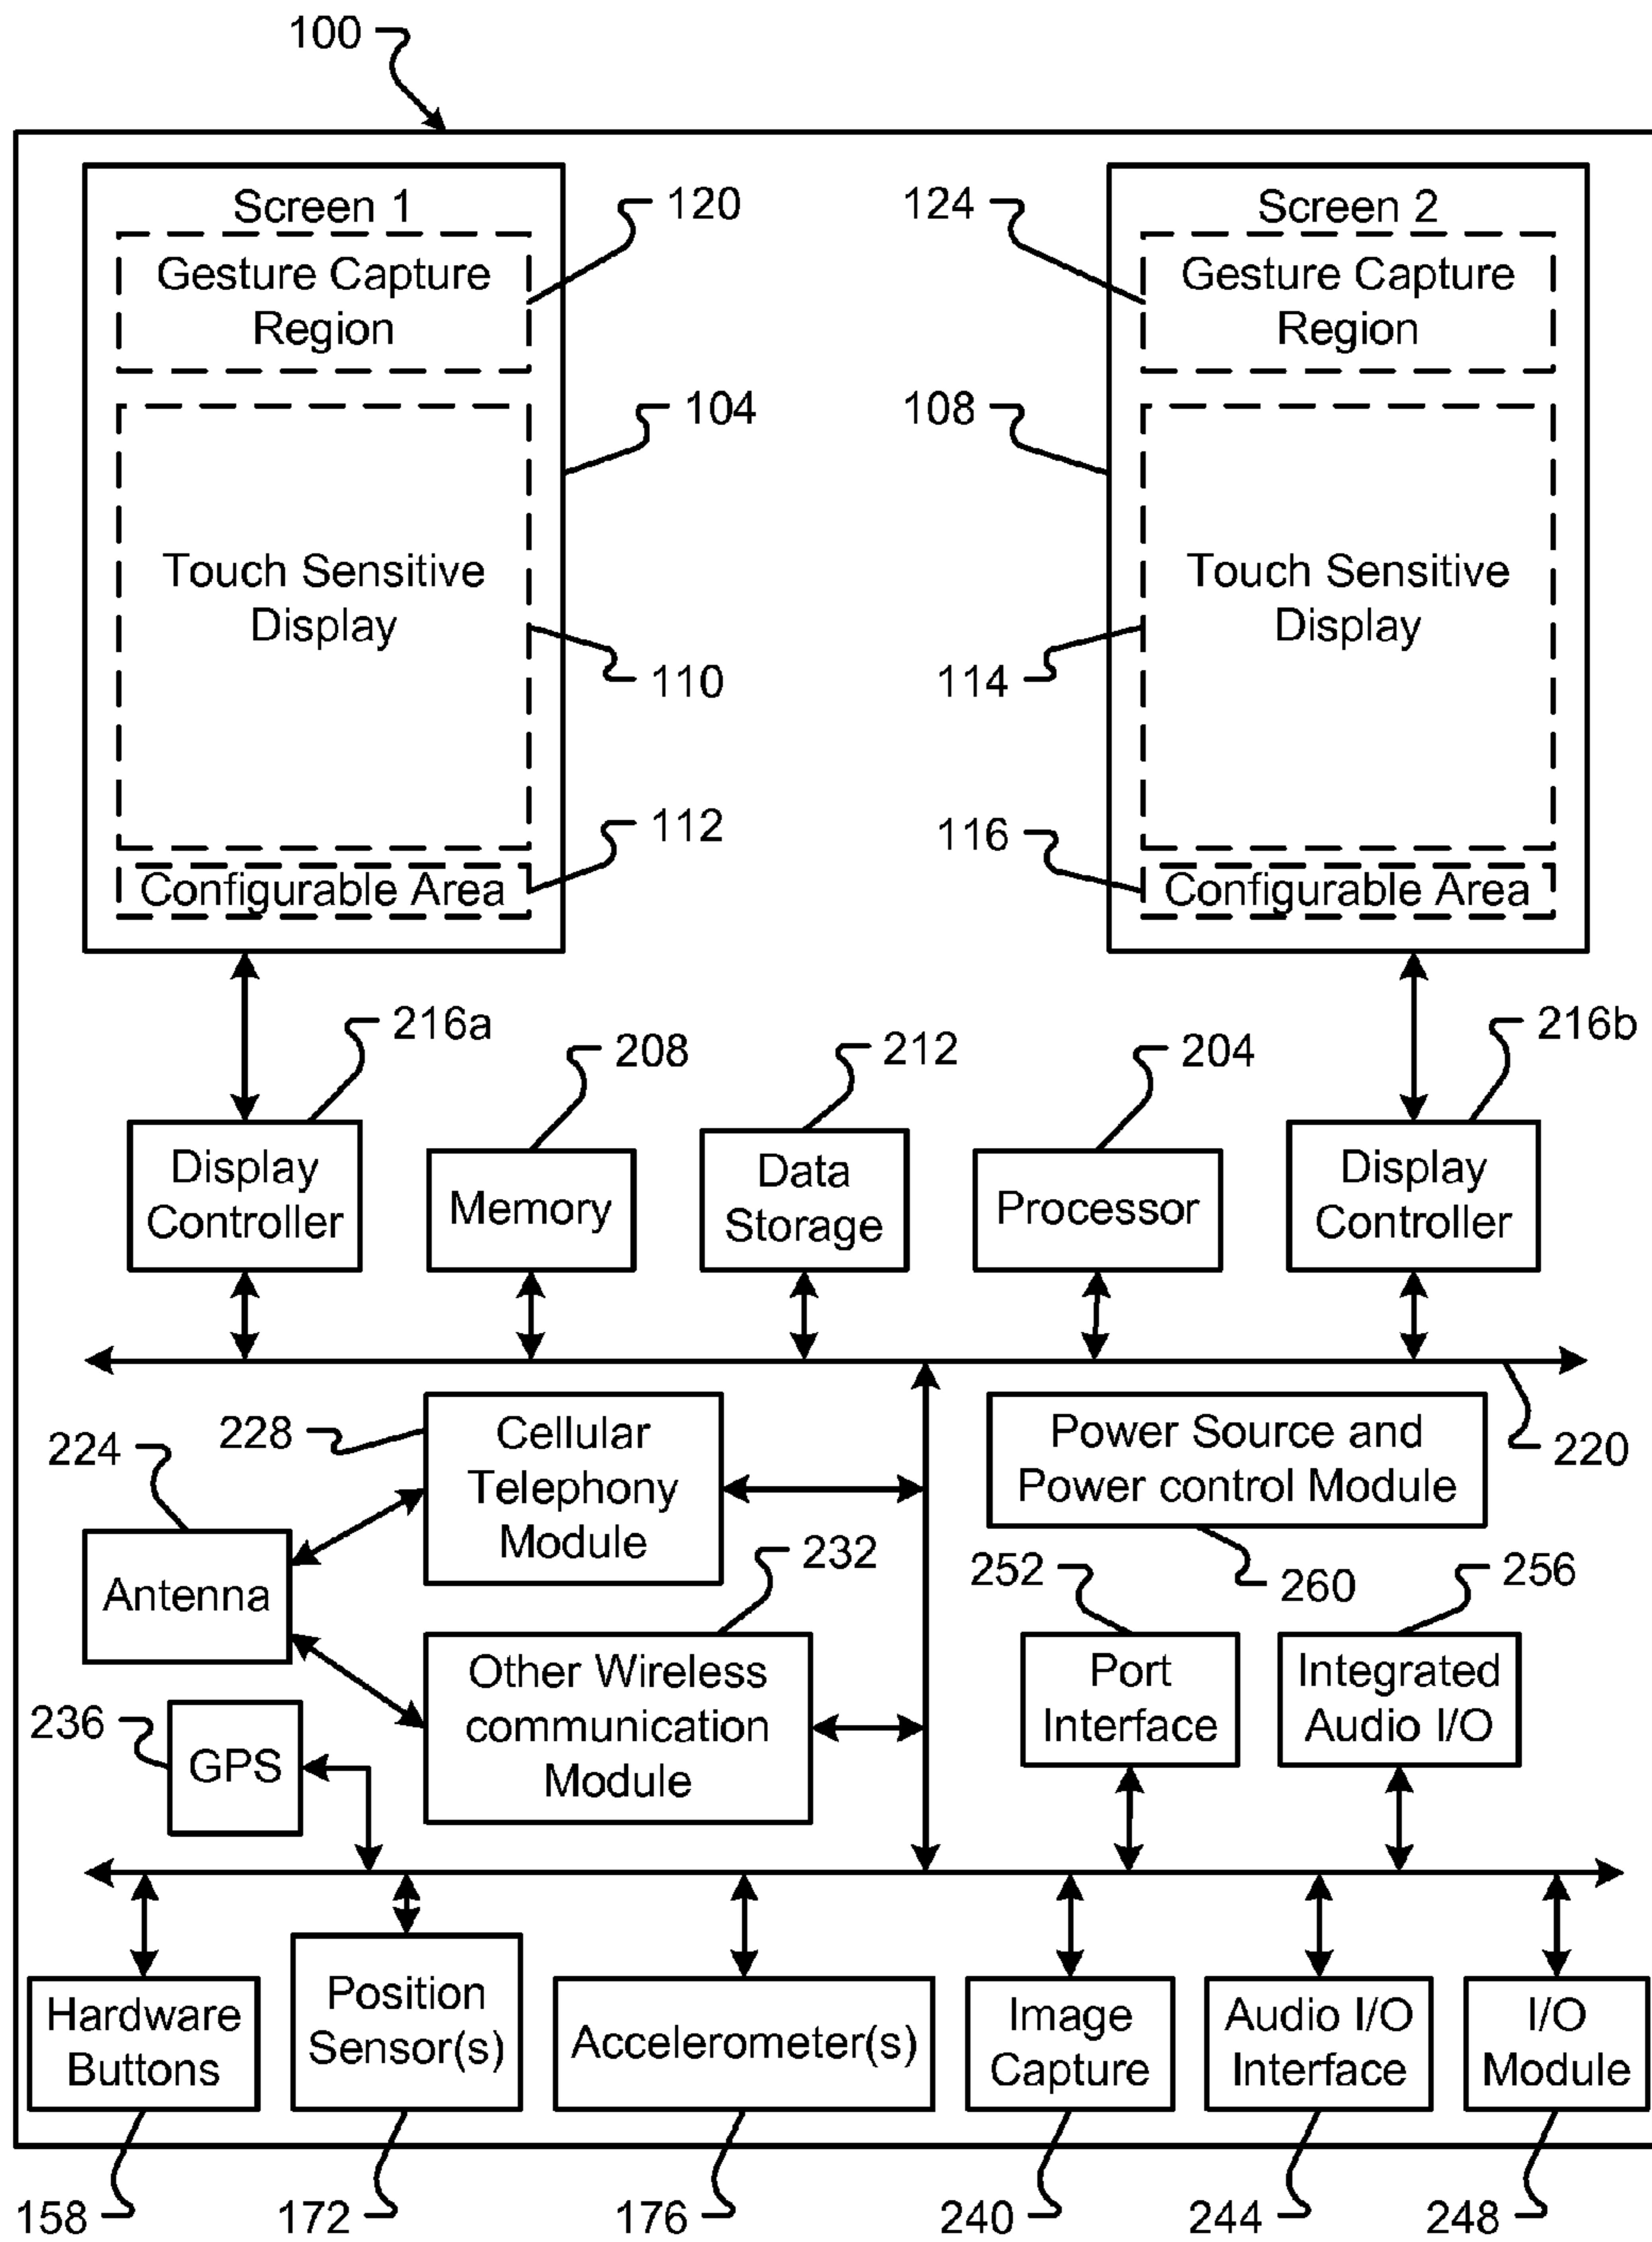 100
Screen 1
120
124
Screen 2
Gesture Capture
Region
Gesture Capture
Region
104
108
Touch Sensitive
Display
Touch Sensitive
Display
110
114
112
116
Configurable Area
Configurable Area
216a
208
212
204
216b
Display
Controller
Memory
Data
Storage
Processor
Display
Controller
228
Cellular
Telephony
Module
Power Source and
Power control Module
220
224
Antenna
232
252
260
256
Other Wireless
communication
Module
Port
Interface
Integrated
Audio I/O
236
GPS
Hardware
Buttons
Position
Sensor(s)
Accelerometer(s)
Image
Capture
Audio I/O
Interface
I/O
Module
158
172
176
240
244
248